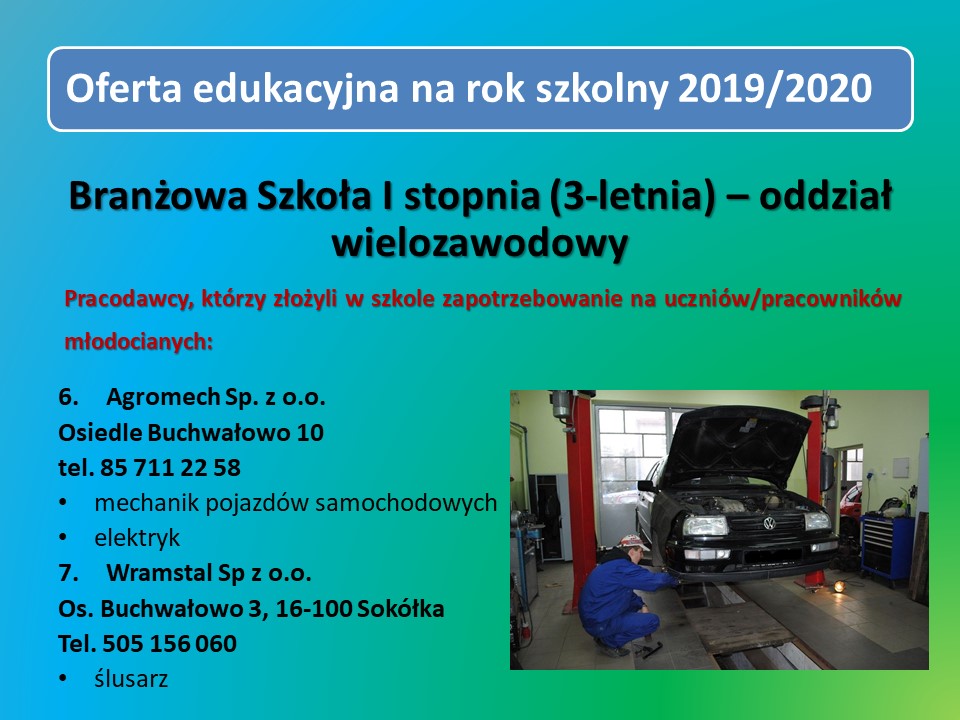 Oferta edukacyjna na rok szkolny 2019/2020
Branżowa Szkoła I stopnia (3-letnia) – oddział
wielozawodowy
Pracodawcy, którzy złożyli w szkole zapotrzebowanie na uczniów/pracowników
młodocianych:
6. Agromech Sp. z o.o.
Osiedle Buchwałowo 10
tel. 85 711 22 58
• mechanik pojazdów samochodowych
• elektryk
7. Wramstal Sp z o.o.
Os. Buchwałowo 3, 16-100 Sokółka
Tel. 505 156 060
• ślusarz